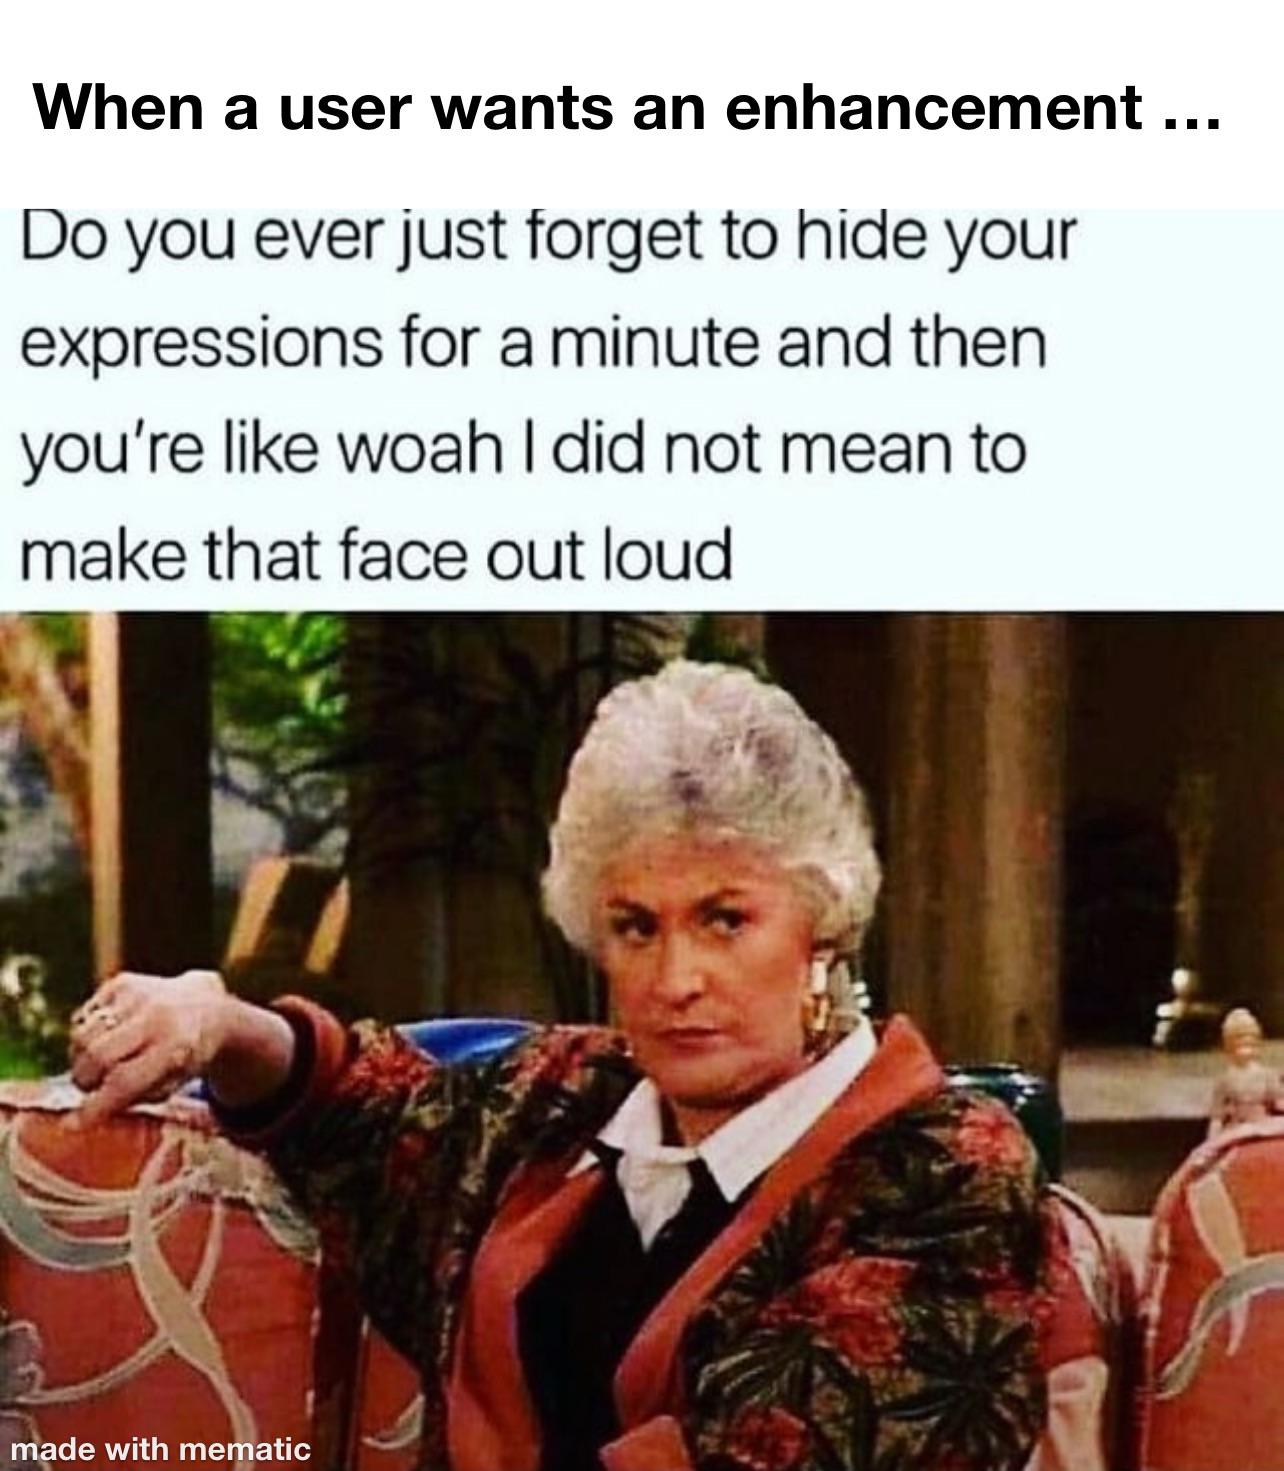 When a user wants an enhancement ...
Do you ever just forget to hide your
expressions for a minute and then
you're like woah I did not mean to
make that face out loud
made with mematic